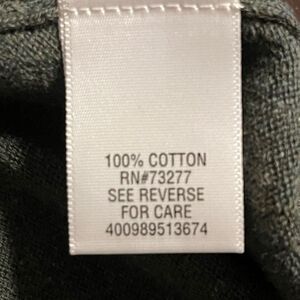 100% COTTON
RN#73277
SEE REVERSE
FOR CARE
400989513674